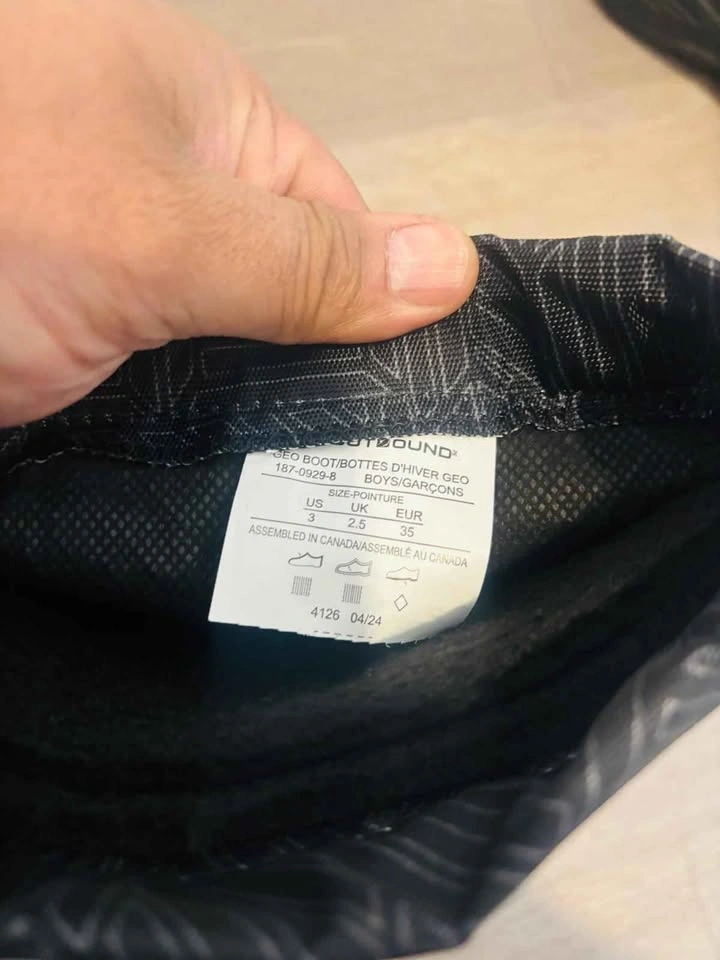 OUTBOUND
GEO BOOT/BOTTES D'HIVER GEO
187-0929-8 BOYS/GARÇONS
SIZE-POINTURE
US UK EUR
3 2.5 35
ASSEMBLED IN CANADA/ASSEMBLÉ AU CANADA
4126 04/24